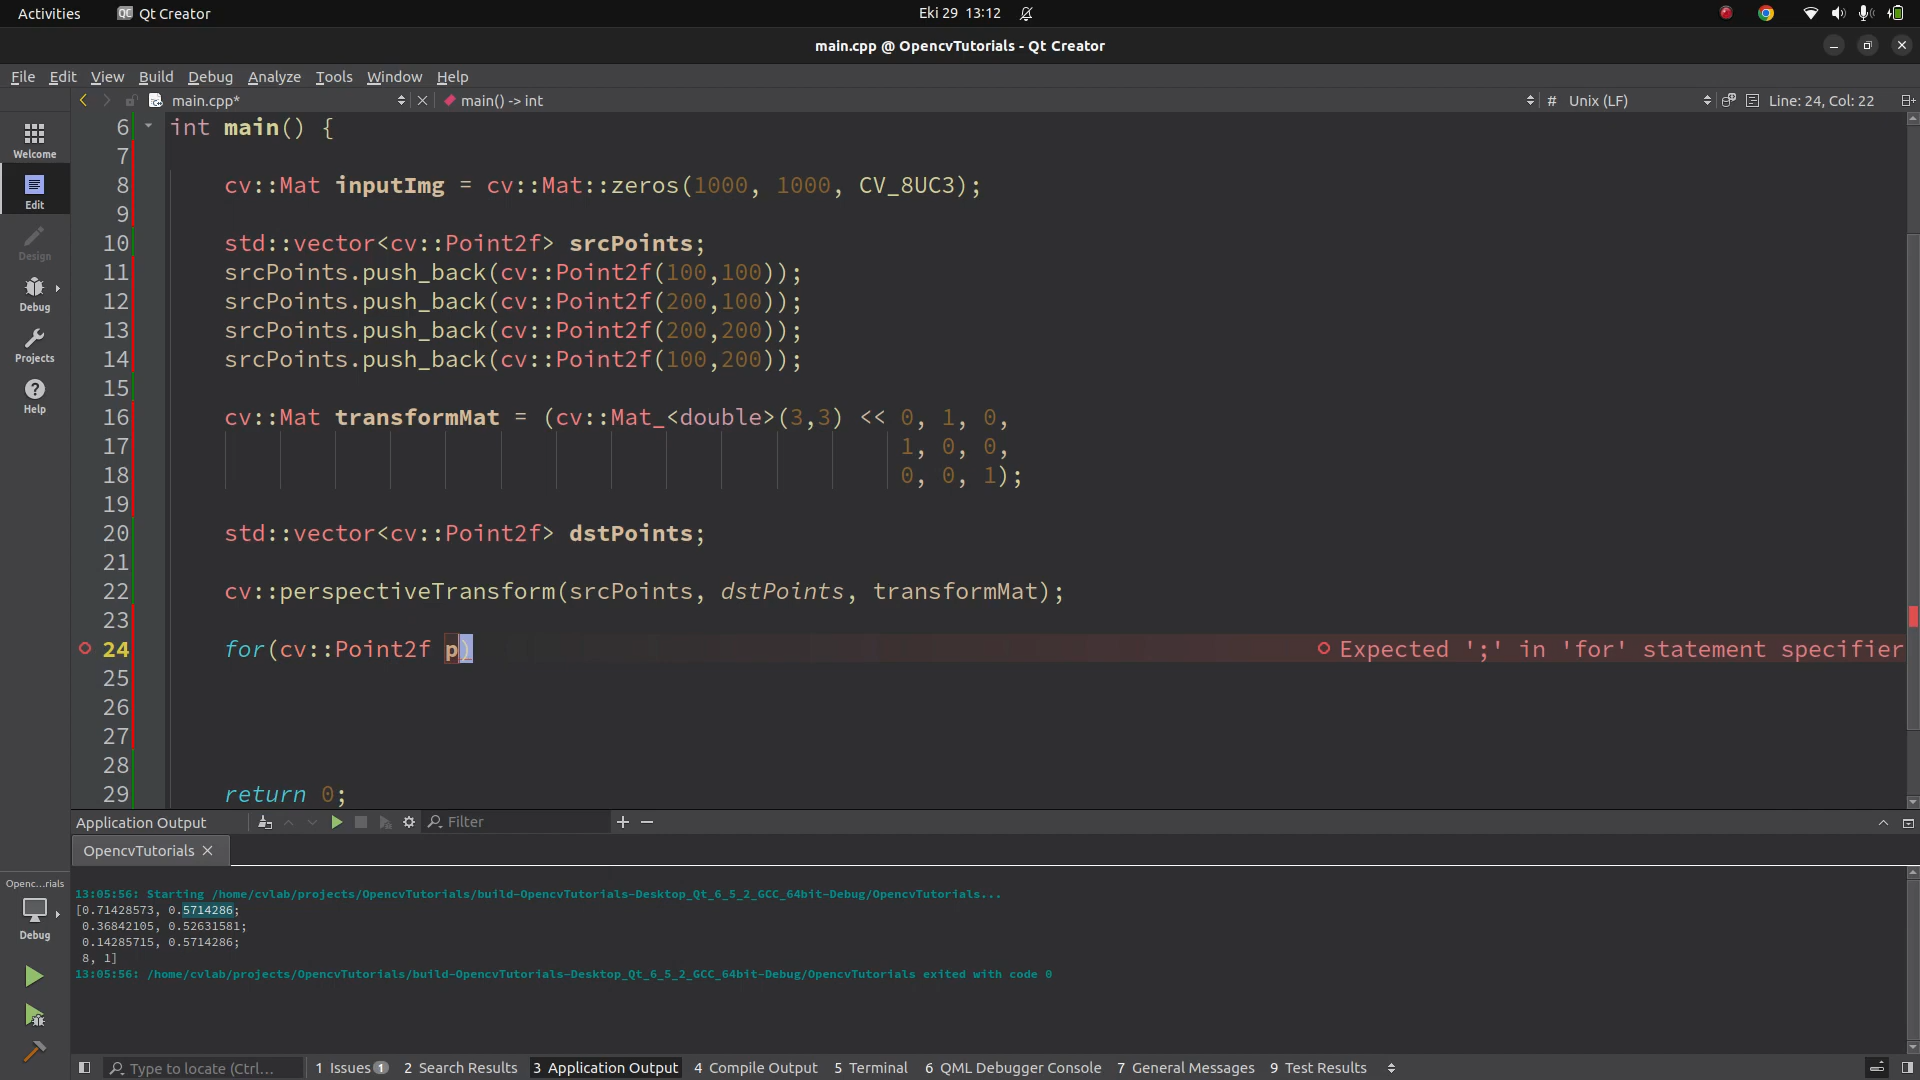 Activities Qt Creator Eki 29 13:12
main.cpp @ OpencvTutorials - Qt Creator
File Edit View Build Debug Analyze Tools Window Help
main.cpp* main() -> int # Unix (LF) Line: 24, Col: 22
Welcome
Edit
Design
Debug
Projects
Help
6 int main() {
7
8 cv::Mat inputImg = cv::Mat::zeros(1000, 1000, CV_8UC3);
9
10 std::vector<cv::Point2f> srcPoints;
11 srcPoints.push_back(cv::Point2f(100,100));
12 srcPoints.push_back(cv::Point2f(200,100));
13 srcPoints.push_back(cv::Point2f(200,200));
14 srcPoints.push_back(cv::Point2f(100,200));
15
16 cv::Mat transformMat = (cv::Mat_<double>(3,3) << 0, 1, 0,
17 1, 0, 0,
18 0, 0, 1);
19
20 std::vector<cv::Point2f> dstPoints;
21
22 cv::perspectiveTransform(srcPoints, dstPoints, transformMat);
23
24 for(cv::Point2f p) Expected ';' in 'for' statement specifier
25
26
27
28
29 return 0;
Application Output Filter
OpencvTutorials
13:05:56: Starting /home/cvlab/projects/OpencvTutorials/build-OpencvTutorials-Desktop_Qt_6_5_2_GCC_64bit-Debug/OpencvTutorials...
[0.71428573, 0.5714286;
0.36842105, 0.52631581;
0.14285715, 0.5714286;
8, 1]
13:05:56: /home/cvlab/projects/OpencvTutorials/build-OpencvTutorials-Desktop_Qt_6_5_2_GCC_64bit-Debug/OpencvTutorials exited with code 0
Openc...rials
Debug
Type to locate (Ctrl... 1 Issues 1 2 Search Results 3 Application Output 4 Compile Output 5 Terminal 6 QML Debugger Console 7 General Messages 9 Test Results